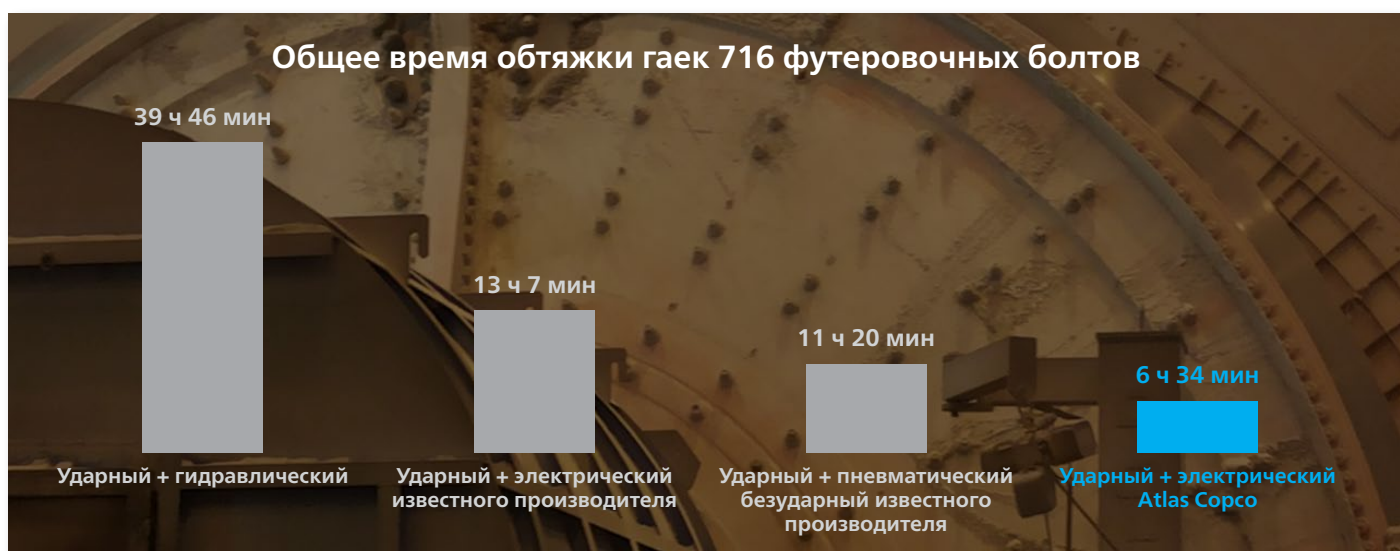 Общее время обтяжки гаек 716 футеровочных болтов
39 ч 46 мин
13 ч 7 мин
11 ч 20 мин
6 ч 34 мин
Ударный + гидравлический
Ударный + электрический
известного производителя
Ударный + пневматический
безударный известного
производителя
Ударный + электрический
Atlas Copco